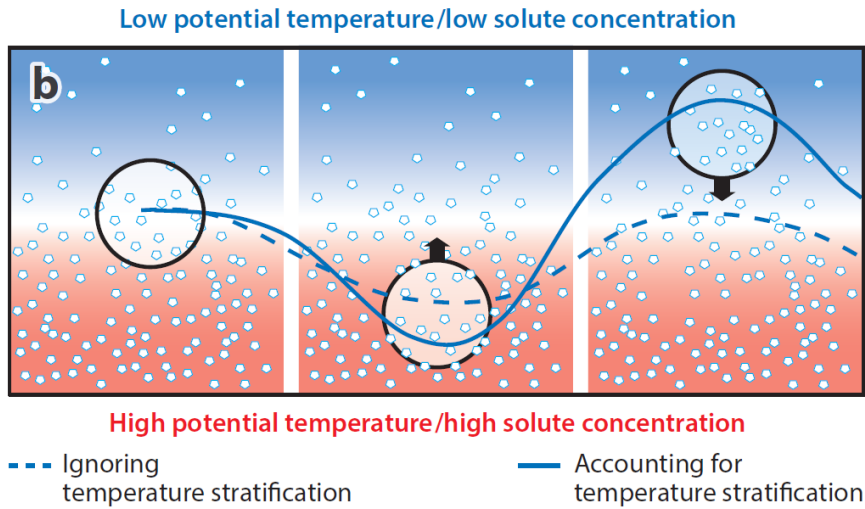 Low potential temperature/low solute concentration
b
High potential temperature/high solute concentration
Ignoring
temperature stratification
Accounting for
temperature stratification